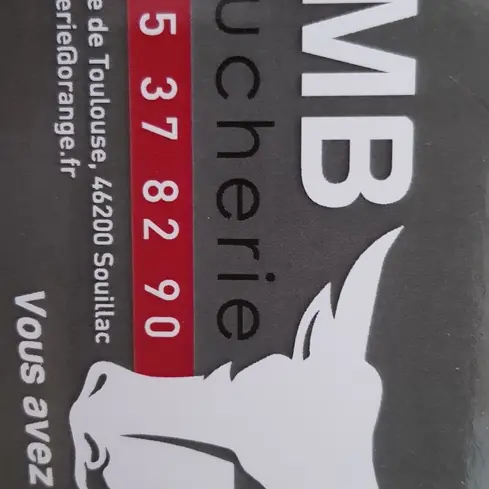 MB
ucherie
5 37 82 90
e de Toulouse, 46200 Souillac
erie@orange.fr
Vous avez